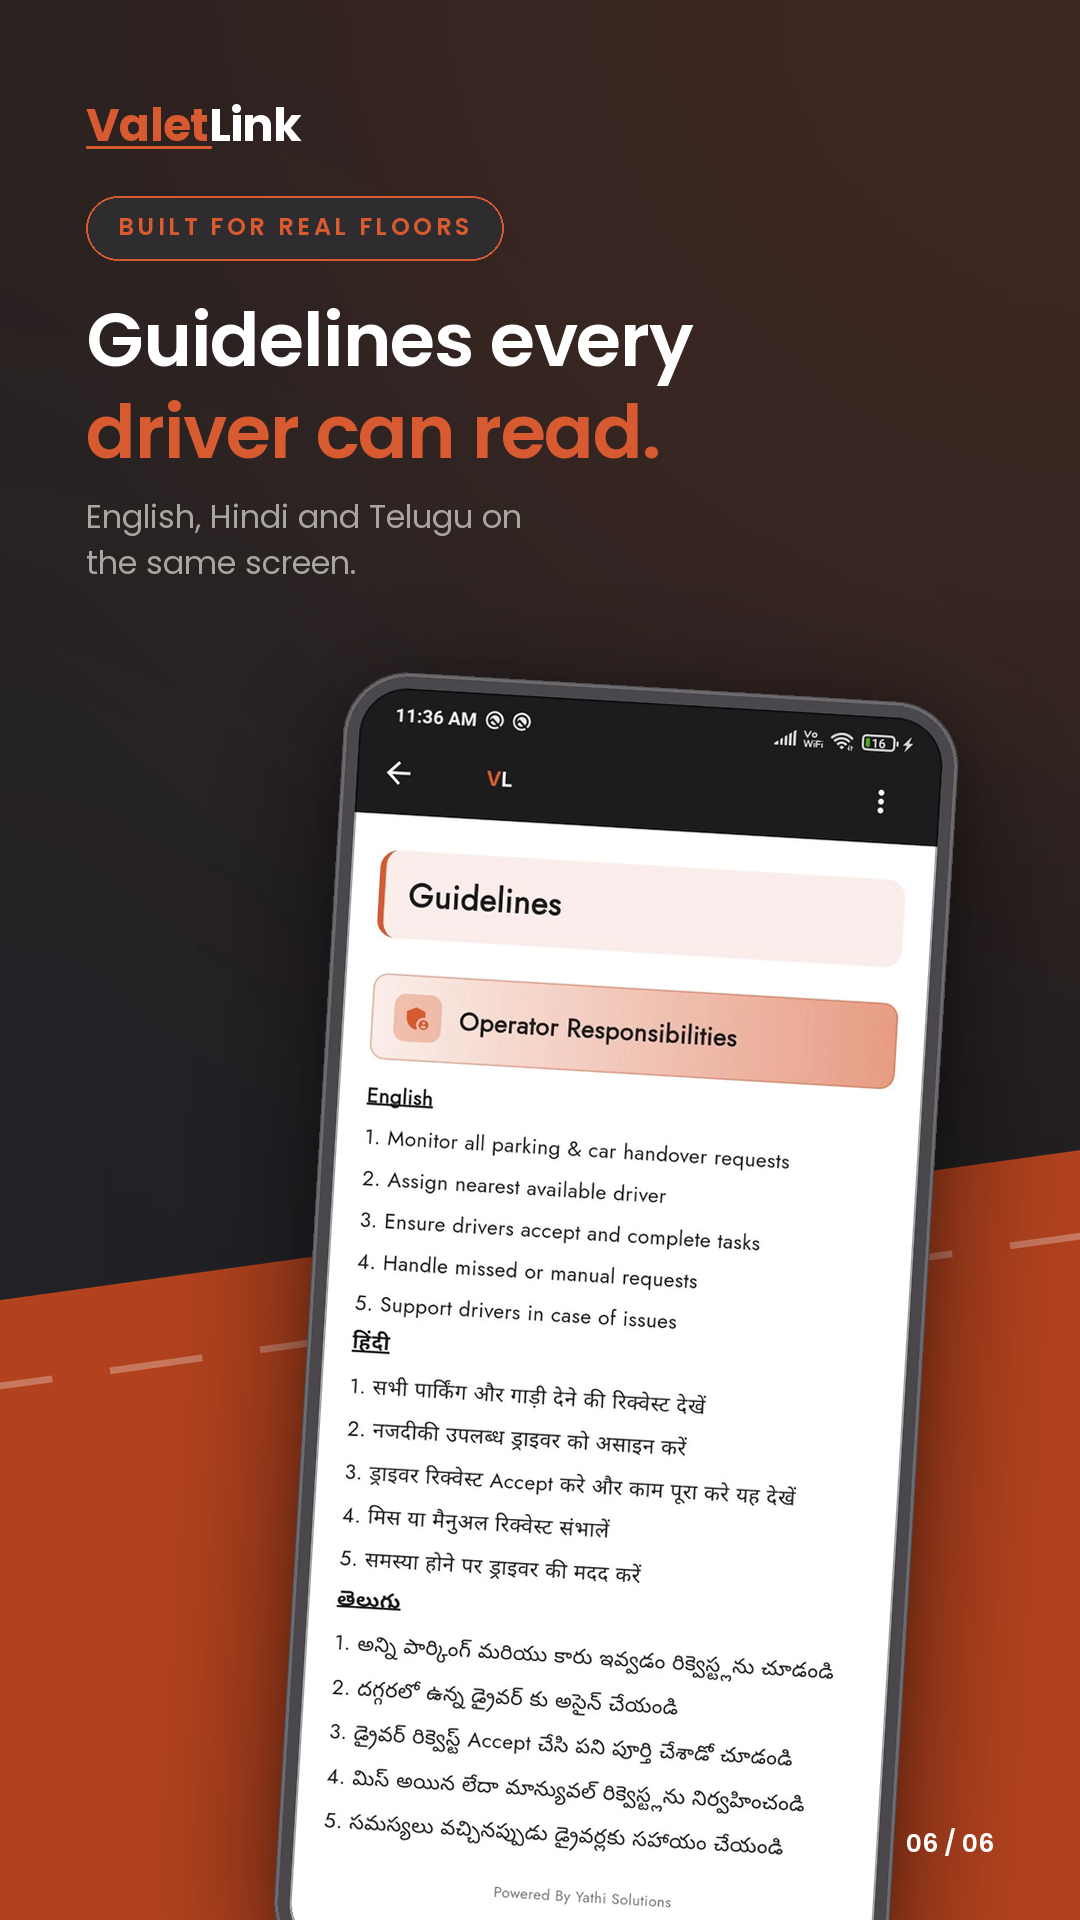 ValetLink
BUILT FOR REAL FLOORS
Guidelines every
driver can read.
English, Hindi and Telugu on
the same screen.
11:36 AM
Vo
WiFi
16
VL
Guidelines
Operator Responsibilities
English
1. Monitor all parking & car handover requests
2. Assign nearest available driver
3. Ensure drivers accept and complete tasks
4. Handle missed or manual requests
5. Support drivers in case of issues
हिंदी
1. सभी पार्किंग और गाड़ी देने की रिक्वेस्ट देखें
2. नजदीकी उपलब्ध ड्राइवर को असाइन करें
3. ड्राइवर रिक्वेस्ट Accept करे और काम पूरा करे यह देखें
4. मिस या मैनुअल रिक्वेस्ट संभालें
5. समस्या होने पर ड्राइवर की मदद करें
తెలుగు
1. అన్ని పార్కింగ్ మరియు కారు ఇవ్వడం రిక్వెస్ట్లను చూడండి
2. దగ్గరలో ఉన్న డ్రైవర్ కు అసైన్ చేయండి
3. డ్రైవర్ రిక్వెస్ట్ Accept చేసి పని పూర్తి చేశాడో చూడండి
4. మిస్ అయిన లేదా మాన్యువల్ రిక్వెస్ట్లను నిర్వహించండి
5. సమస్యలు వచ్చినప్పుడు డ్రైవర్లకు సహాయం చేయండి
Powered By Yathi Solutions
06 / 06